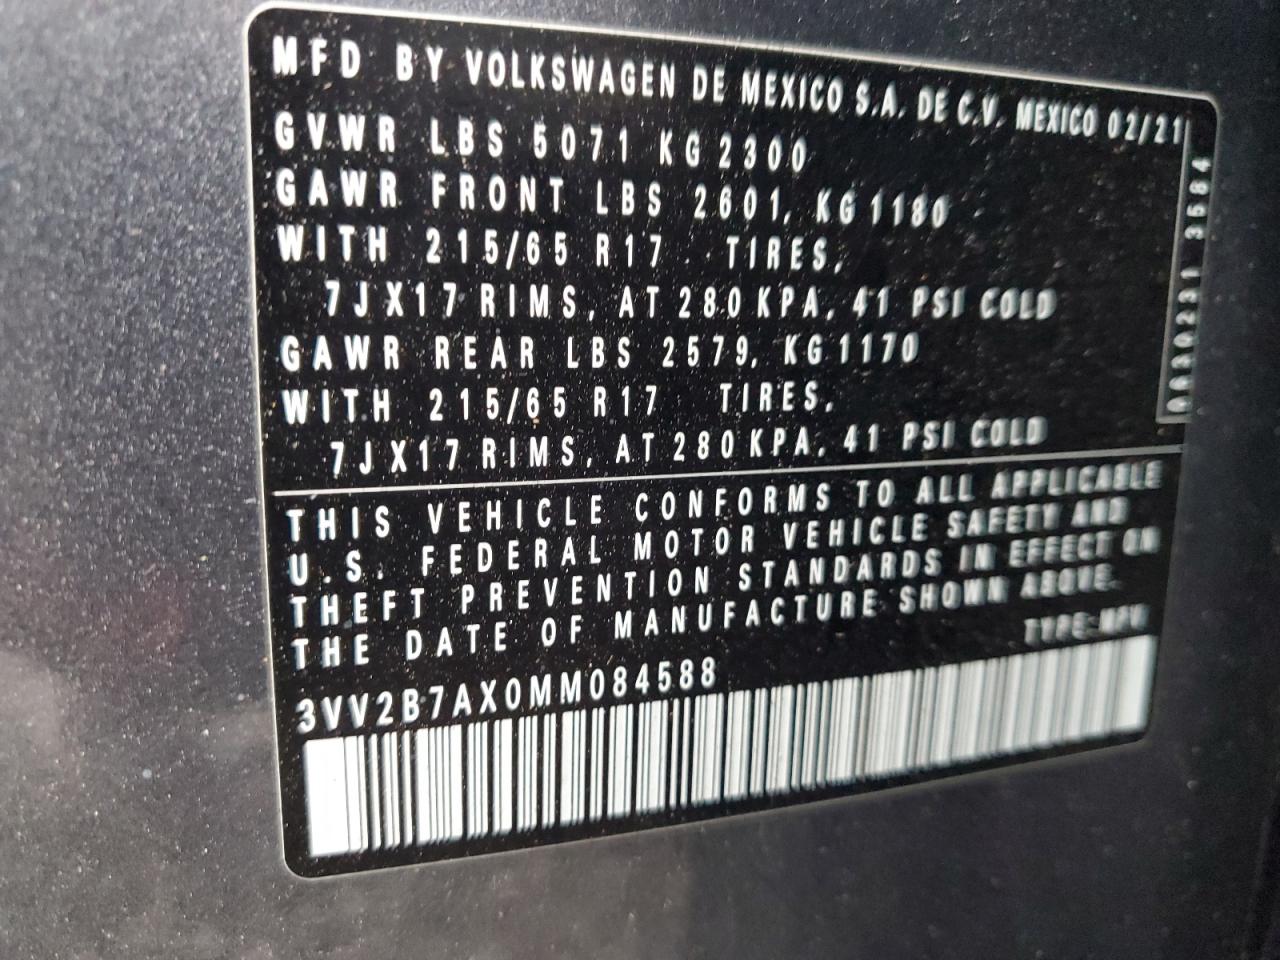 MFD BY VOLKSWAGEN DE MEXICO S.A. DE C.V. MEXICO 02/21
GVWR LBS 5071 KG 2300
GAWR FRONT LBS 2601, KG 1180
WITH 215/65 R17 TIRES,
7JX17 RIMS, AT 280 KPA, 41 PSI COLD
GAWR REAR LBS 2579, KG 1170
WITH 215/65 R17 TIRES,
7JX17 RIMS, AT 280 KPA, 41 PSI COLD
THIS VEHICLE CONFORMS TO ALL APPLICABLE
U.S. FEDERAL MOTOR VEHICLE SAFETY AND
THEFT PREVENTION STANDARDS IN EFFECT ON
THE DATE OF MANUFACTURE SHOWN ABOVE.
TYPE: MPV
3VV2B7AX0MM084588